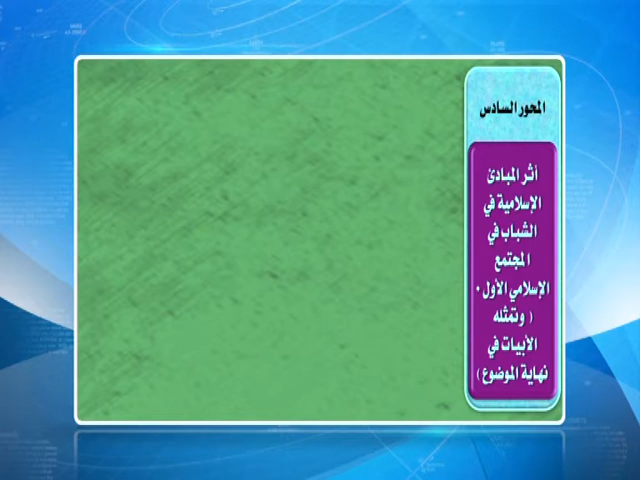 المحور السادس
أثر المبادئ
الإسلامية في
الشباب في
المجتمع
الإسلامي الأول .
( وتمثله
الأبيات في
نهاية الموضوع )